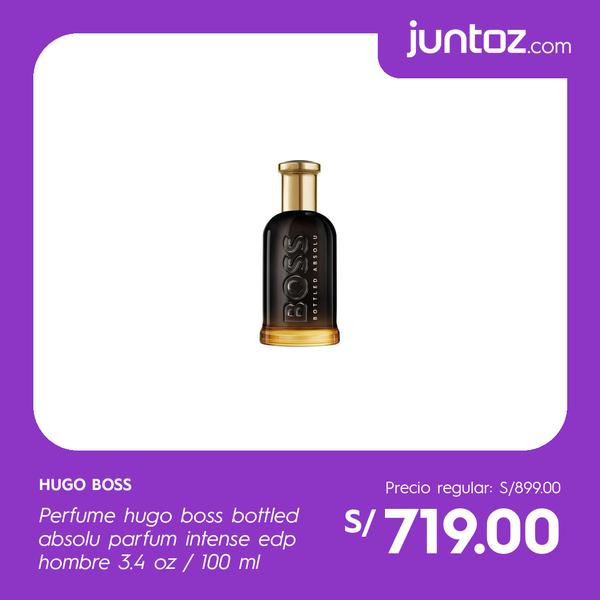 juntoz.com
BOSS
BOTTLED ABSOLU
HUGO BOSS
Perfume hugo boss bottled
absolu parfum intense edp
hombre 3.4 oz / 100 ml
Precio regular: S/899.00
S/719.00